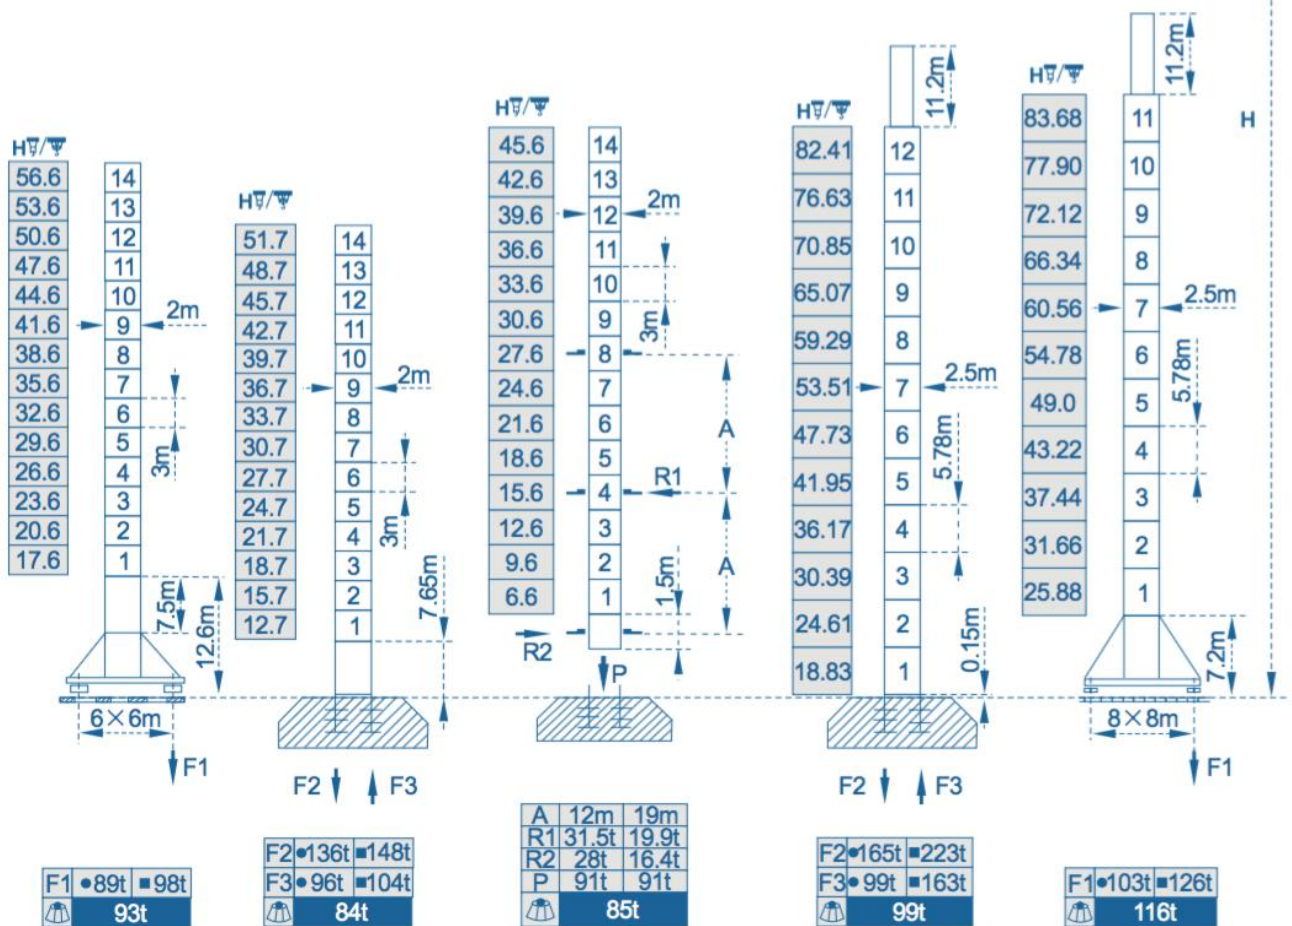 H
56.6 14
53.6 13
50.6 12
47.6 11
44.6 10
41.6 9
38.6 8
35.6 7
32.6 6
29.6 5
26.6 4
23.6 3
20.6 2
17.6 1
2m
3m
7.5m
12.6m
6×6m
F1
F1 ●89t ■98t
93t
H
51.7 14
48.7 13
45.7 12
42.7 11
39.7 10
36.7 9
33.7 8
30.7 7
27.7 6
24.7 5
21.7 4
18.7 3
15.7 2
12.7 1
2m
3m
7.65m
F2 F3
F2 ●136t ■148t
F3 ●96t ■104t
84t
H
45.6 14
42.6 13
39.6 12
36.6 11
33.6 10
30.6 9
27.6 8
24.6 7
21.6 6
18.6 5
15.6 4
12.6 3
9.6 2
6.6 1
2m
3m
A
R1
A
1.5m
R2
P
A 12m 19m
R1 31.5t 19.9t
R2 28t 16.4t
P 91t 91t
85t
11.2m
H
82.41 12
76.63 11
70.85 10
65.07 9
59.29 8
53.51 7
47.73 6
41.95 5
36.17 4
30.39 3
24.61 2
18.83 1
2.5m
5.78m
0.15m
F2 F3
F2 ●165t ■223t
F3 ●99t ■163t
99t
11.2m
H
83.68 11
77.90 10
72.12 9
66.34 8
60.56 7
54.78 6
49.0 5
43.22 4
37.44 3
31.66 2
25.88 1
2.5m
5.78m
7.2m
8×8m
F1
F1 ●103t ■126t
116t
H